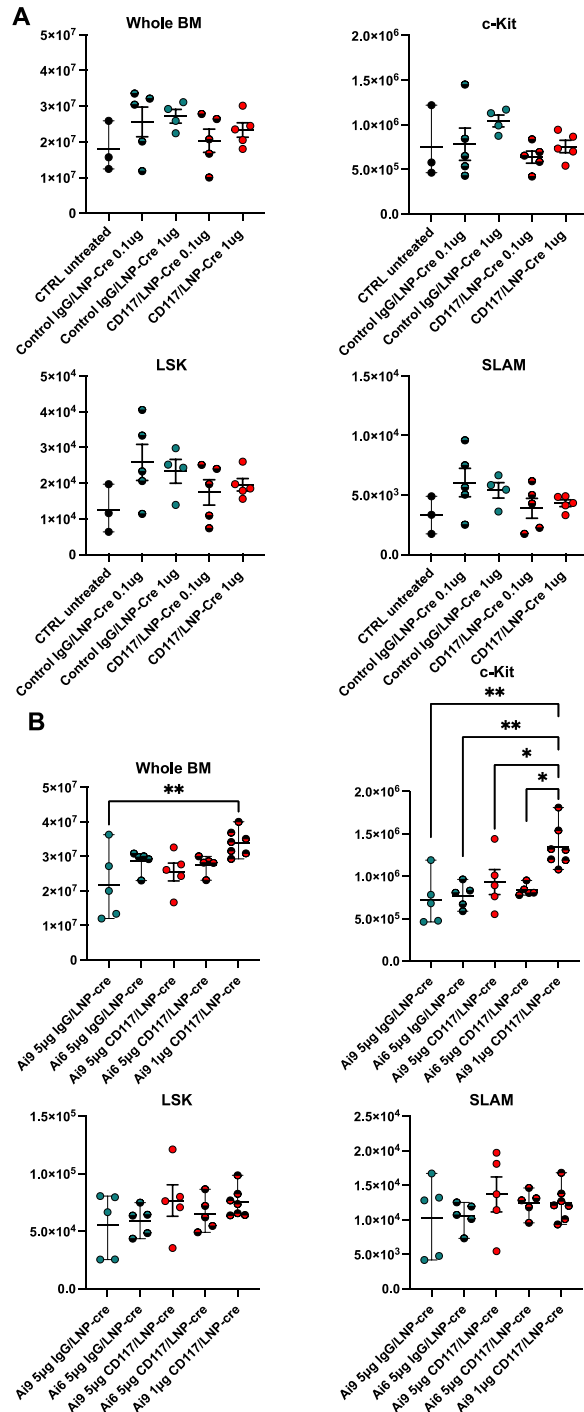 A
Whole BM
5×10⁷
4×10⁷
3×10⁷
2×10⁷
1×10⁷
0
CTRL untreated
Control IgG/LNP-Cre 0.1ug
Control IgG/LNP-Cre 1ug
CD117/LNP-Cre 0.1ug
CD117/LNP-Cre 1ug
c-Kit
2.0×10⁶
1.5×10⁶
1.0×10⁶
5.0×10⁵
0.0
CTRL untreated
Control IgG/LNP-Cre 0.1ug
Control IgG/LNP-Cre 1ug
CD117/LNP-Cre 0.1ug
CD117/LNP-Cre 1ug
LSK
5×10⁴
4×10⁴
3×10⁴
2×10⁴
1×10⁴
0
CTRL untreated
Control IgG/LNP-Cre 0.1ug
Control IgG/LNP-Cre 1ug
CD117/LNP-Cre 0.1ug
CD117/LNP-Cre 1ug
SLAM
1.5×10⁴
1.0×10⁴
5.0×10³
0.0
CTRL untreated
Control IgG/LNP-Cre 0.1ug
Control IgG/LNP-Cre 1ug
CD117/LNP-Cre 0.1ug
CD117/LNP-Cre 1ug
B
Whole BM
**
5×10⁷
4×10⁷
3×10⁷
2×10⁷
1×10⁷
0
Ai9 5µg IgG/LNP-cre
Ai6 5µg IgG/LNP-cre
Ai9 5µg CD117/LNP-cre
Ai6 5µg CD117/LNP-cre
Ai9 1µg CD117/LNP-cre
c-Kit
**
**
*
*
2.0×10⁶
1.5×10⁶
1.0×10⁶
5.0×10⁵
0.0
Ai9 5µg IgG/LNP-cre
Ai6 5µg IgG/LNP-cre
Ai9 5µg CD117/LNP-cre
Ai6 5µg CD117/LNP-cre
Ai9 1µg CD117/LNP-cre
LSK
1.5×10⁵
1.0×10⁵
5.0×10⁴
0.0
Ai9 5µg IgG/LNP-cre
Ai6 5µg IgG/LNP-cre
Ai9 5µg CD117/LNP-cre
Ai6 5µg CD117/LNP-cre
Ai9 1µg CD117/LNP-cre
SLAM
2.5×10⁴
2.0×10⁴
1.5×10⁴
1.0×10⁴
5.0×10³
0.0
Ai9 5µg IgG/LNP-cre
Ai6 5µg IgG/LNP-cre
Ai9 5µg CD117/LNP-cre
Ai6 5µg CD117/LNP-cre
Ai9 1µg CD117/LNP-cre